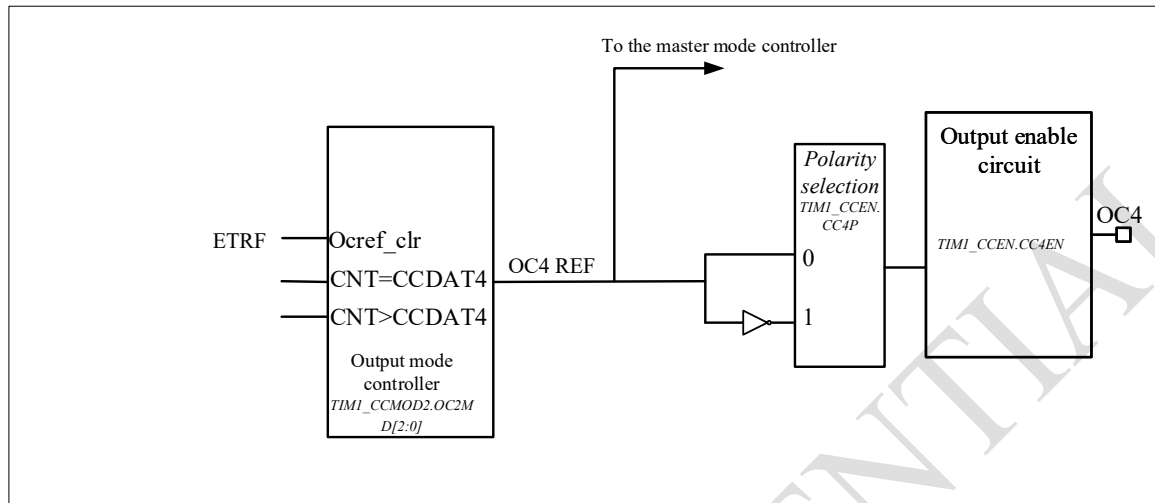 To the master mode controller
Output enable
circuit
Polarity
selection
TIM1_CCEN.
CC4P
OC4
ETRF
Ocref_clr
TIM1_CCEN.CC4EN
0
OC4 REF
CNT=CCDAT4
CNT>CCDAT4
1
Output mode
controller
TIM1_CCMOD2.OC2M
D[2:0]
ENTIAL